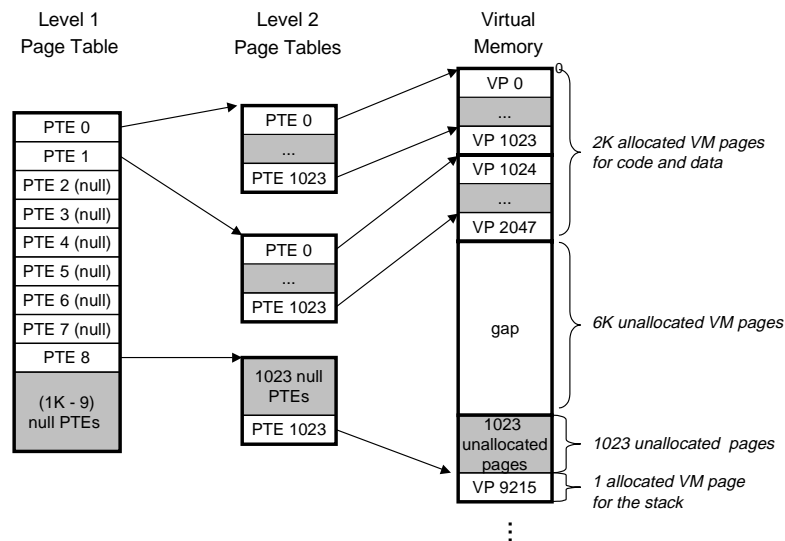 Level 1
Page Table
Level 2
Page Tables
Virtual
Memory
PTE 0
PTE 1
PTE 2 (null)
PTE 3 (null)
PTE 4 (null)
PTE 5 (null)
PTE 6 (null)
PTE 7 (null)
PTE 8
(1K - 9)
null PTEs
PTE 0
...
PTE 1023
PTE 0
...
PTE 1023
1023 null
PTEs
PTE 1023
0
VP 0
...
VP 1023
VP 1024
...
VP 2047
gap
1023
unallocated
pages
VP 9215
...
2K allocated VM pages
for code and data
6K unallocated VM pages
1023 unallocated pages
1 allocated VM page
for the stack